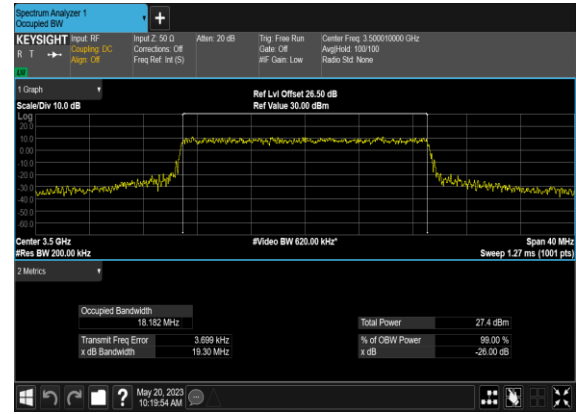 Spectrum Analyzer 1
Occupied BW
KEYSIGHT Input: RF Input Z: 50 Ω Atten: 20 dB Trig: Free Run Center Freq: 3.500010000 GHz
R T Coupling: DC Corrections: Off Gate: Off Avg|Hold: 100/100
Align: Off Freq Ref: Int (S) #IF Gain: Low Radio Std: None
1 Graph
Ref Lvl Offset 26.50 dB
Scale/Div 10.0 dB Ref Value 30.00 dBm
Log
20.0
10.0
0.00
-10.0
-20.0
-30.0
-40.0
-50.0
-60.0
Center 3.5 GHz #Video BW 620.00 kHz* Span 40 MHz
#Res BW 200.00 kHz Sweep 1.27 ms (1001 pts)
2 Metrics
Occupied Bandwidth
18.182 MHz Total Power 27.4 dBm
Transmit Freq Error 3.699 kHz % of OBW Power 99.00 %
x dB Bandwidth 19.30 MHz x dB -26.00 dB
May 20, 2023
10:19:54 AM